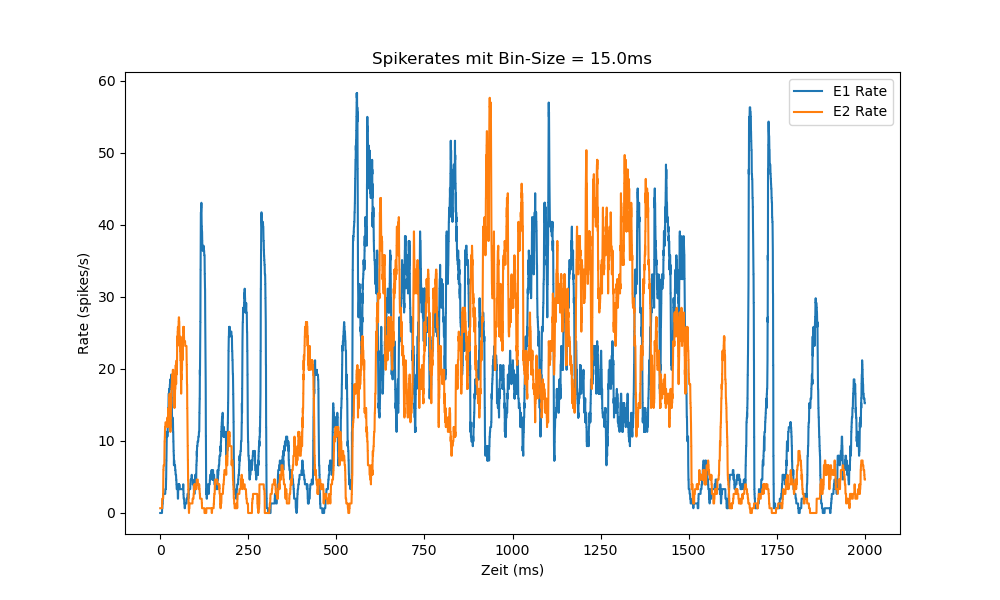 Spikerates mit Bin-Size = 15.0ms
E1 Rate
E2 Rate
60
50
40
30
20
10
0
Rate (spikes/s)
0 250 500 750 1000 1250 1500 1750 2000
Zeit (ms)